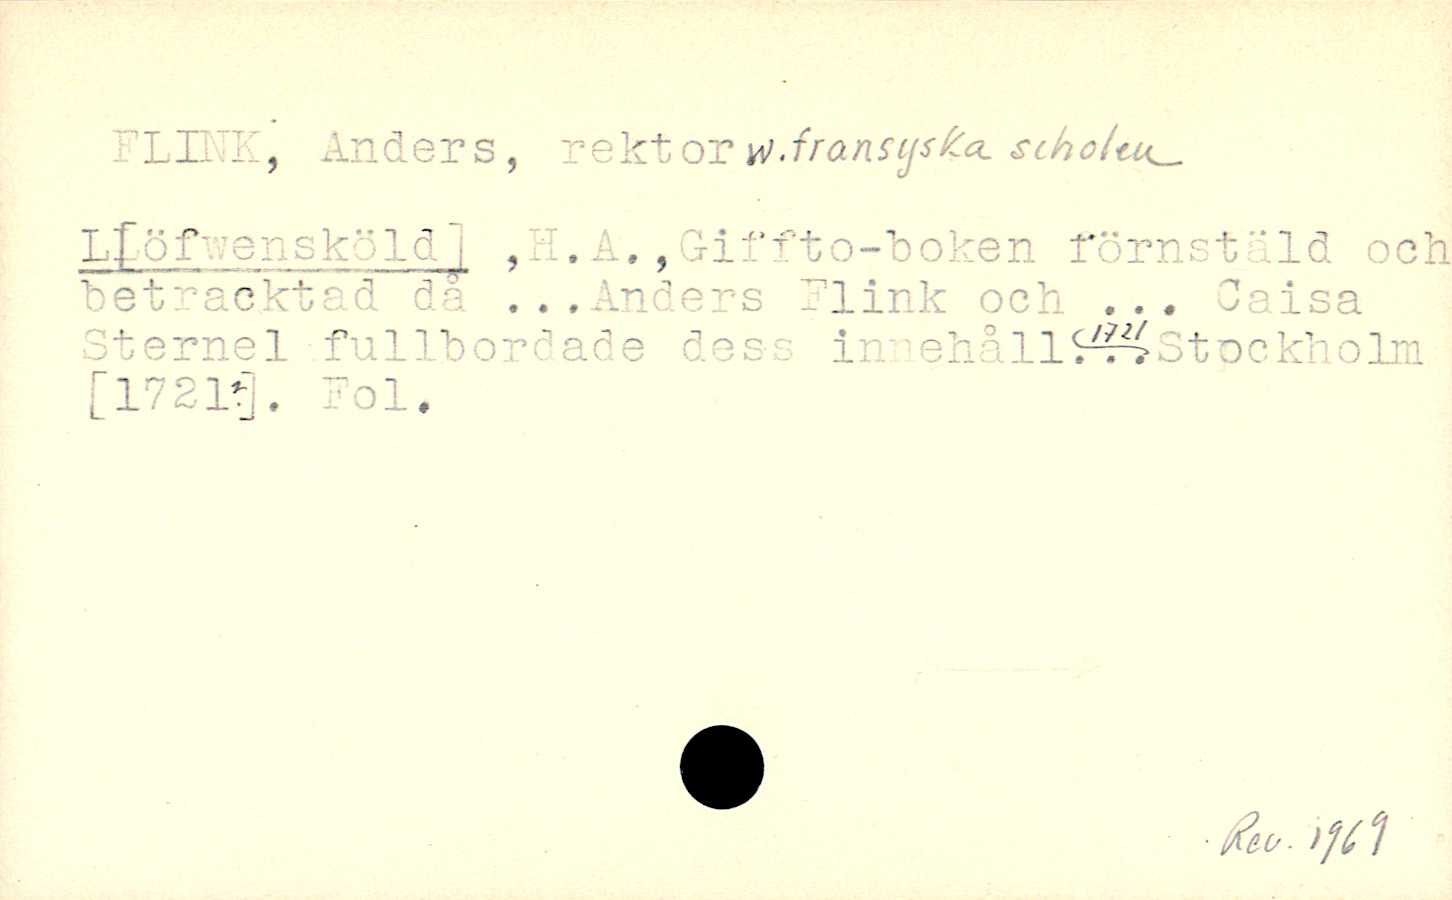 FLINK, Anders, rektor w. fransyska scholen
L[öfwensköld] ,H.A.,Giffto-boken förnstäld och
betracktad då ...Anders Flink och ... Caisa
Sternel fullbordade dess innehåll. 1721 ...Stockholm
[1721?]. Fol.
Rev. 1969